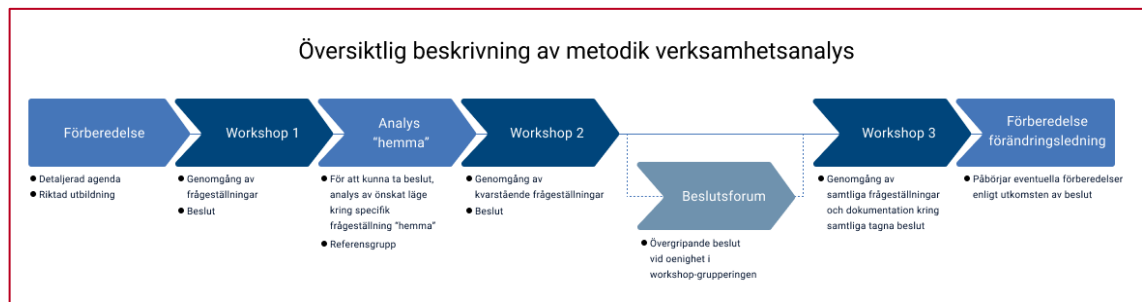 Översiktlig beskrivning av metodik verksamhetsanalys
Förberedelse
● Detaljerad agenda
● Riktad utbildning
Workshop 1
● Genomgång av
frågeställningar
● Beslut
Analys
"hemma"
● För att kunna ta beslut,
analys av önskat läge
kring specifik
frågeställning "hemma"
● Referensgrupp
Workshop 2
● Genomgång av
kvarstående frågeställningar
● Beslut
Beslutsforum
● Övergripande beslut
vid oenighet i
workshop-grupperingen
Workshop 3
● Genomgång av
samtliga frågeställningar
och dokumentation kring
samtliga tagna beslut
Förberedelse
förändringsledning
● Påbörjar eventuella förberedelser
enligt utkomsten av beslut